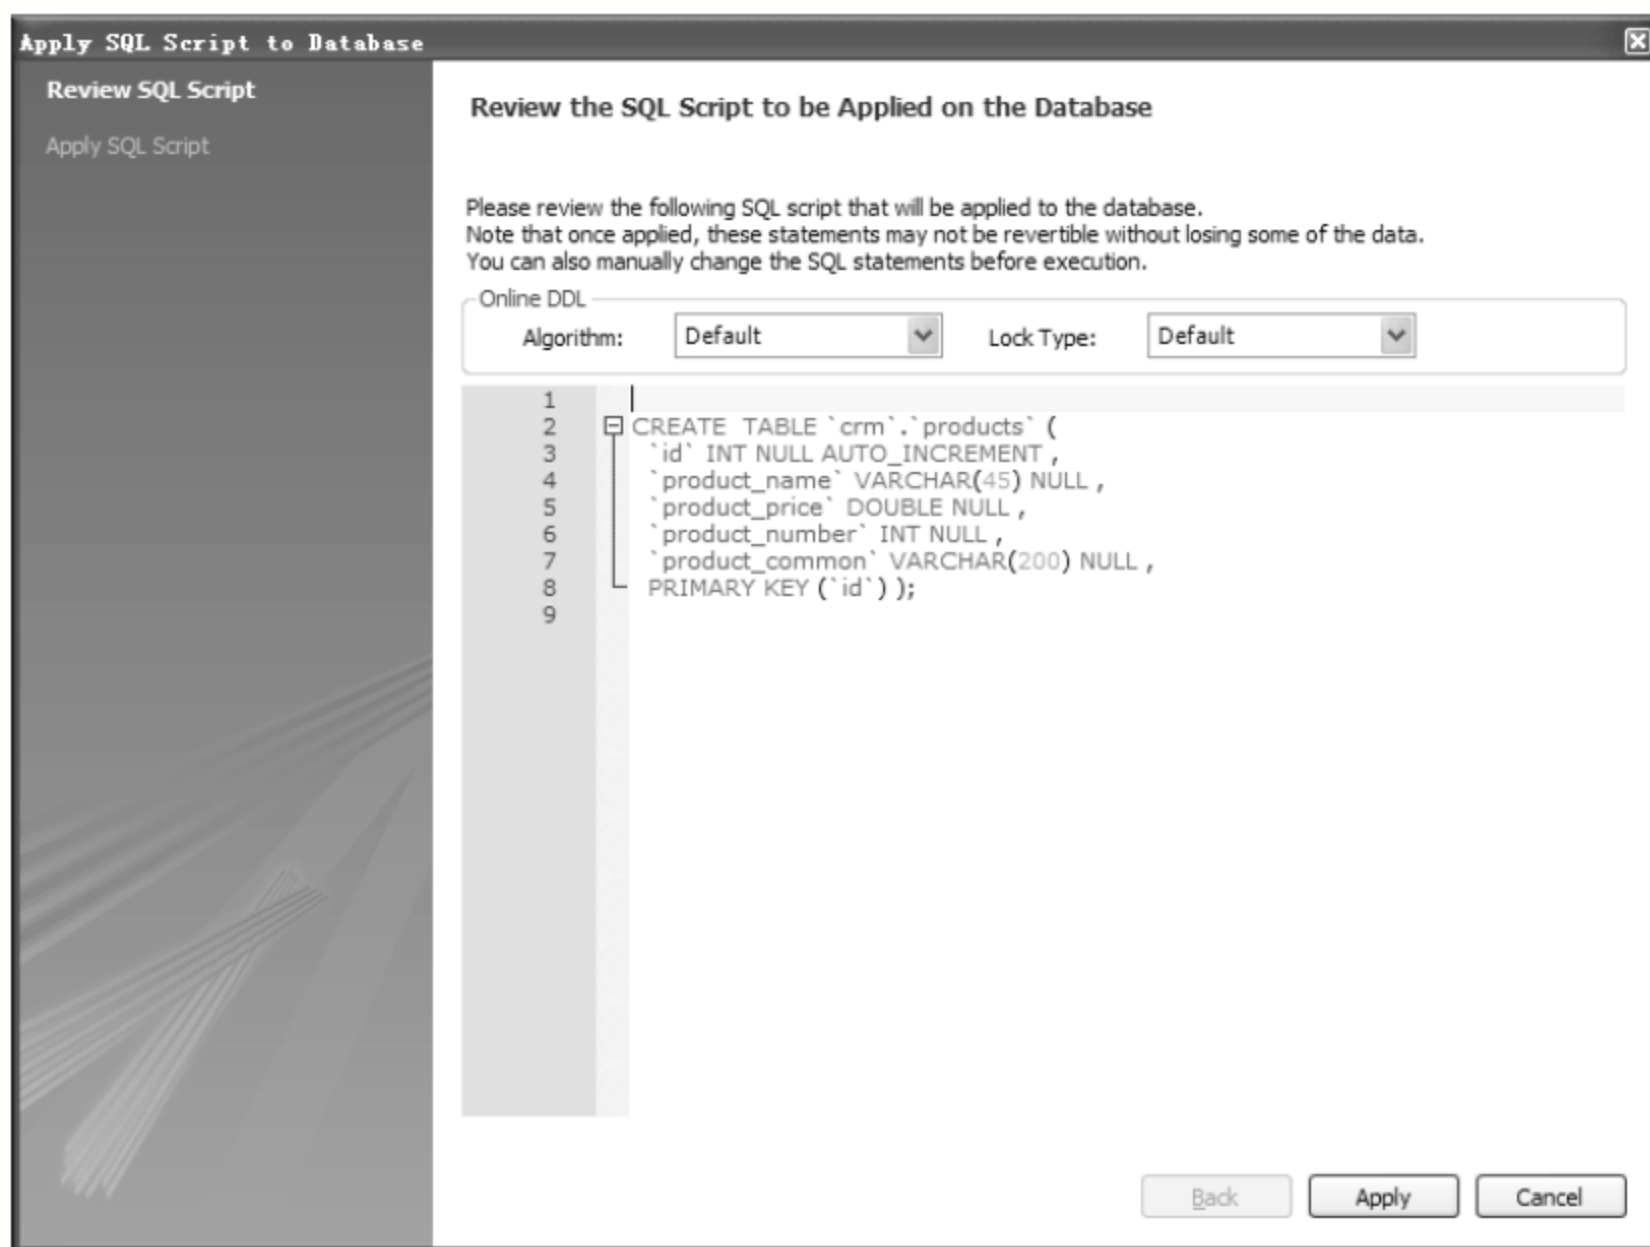 Apply SQL Script to Database
Review SQL Script
Apply SQL Script
Review the SQL Script to be Applied on the Database
Please review the following SQL script that will be applied to the database.
Note that once applied, these statements may not be revertible without losing some of the data.
You can also manually change the SQL statements before execution.
Online DDL
Algorithm: Default Lock Type: Default
1
2 CREATE TABLE `crm`.`products` (
3 `id` INT NULL AUTO_INCREMENT ,
4 `product_name` VARCHAR(45) NULL ,
5 `product_price` DOUBLE NULL ,
6 `product_number` INT NULL ,
7 `product_common` VARCHAR(200) NULL ,
8 PRIMARY KEY (`id`) );
9
Back Apply Cancel